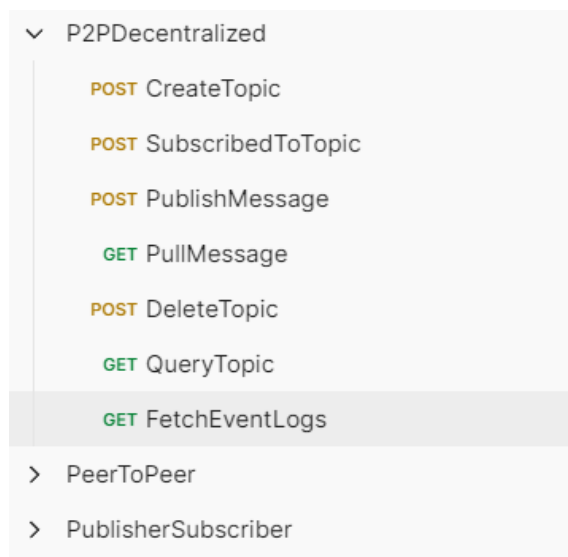 P2PDecentralized
POST CreateTopic
POST SubscribedToTopic
POST PublishMessage
GET PullMessage
POST DeleteTopic
GET QueryTopic
GET FetchEventLogs
PeerToPeer
PublisherSubscriber